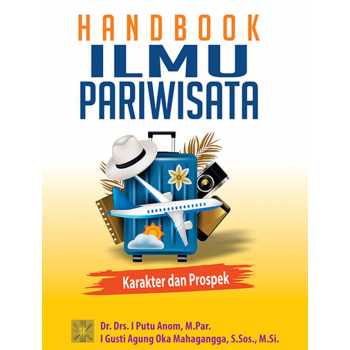 HANDBOOK
ILMU
PARIWISATA
Karakter dan Prospek
Dr. Drs. I Putu Anom, M.Par.
I Gusti Agung Oka Mahagangga, S.Sos., M.Si.